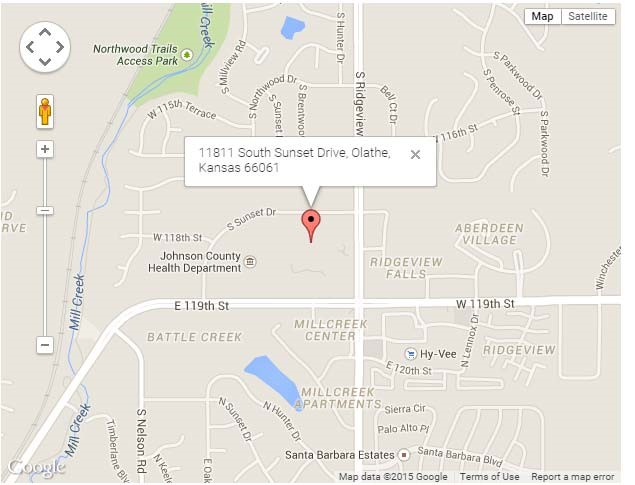 Map
Satellite
Northwood Trails
Access Park
Mill Creek
S Millview Rd
S Hunter Dr
S Ridgeview
S Northwood Dr
S Sunset
S Brentwood
Bell Ct Dr
S Penrose St
S Parkwood Dr
S Parkwood Dr
W 115th Terrace
W 116th St
11811 South Sunset Drive, Olathe,
Kansas 66061
S Sunset Dr
W 118th St
ABERDEEN
VILLAGE
Johnson County
Health Department
RIDGEVIEW
FALLS
Winchester
Mill Creek
E 119th St
W 119th St
BATTLE CREEK
MILLCREEK
CENTER
N Lennox Dr
Hy-Vee
RIDGEVIEW
E 120th St
MILLCREEK
APARTMENTS
Mill Creek
Timberlane Blvd
S Nelson Rd
N Sunset Dr
N Hunter Dr
Sierra Cir
Palo Alto Pl
N Keele
E Oak
Santa Barbara Estates
Santa Barbara Blvd
Google
Map data ©2015 Google
Terms of Use
Report a map error